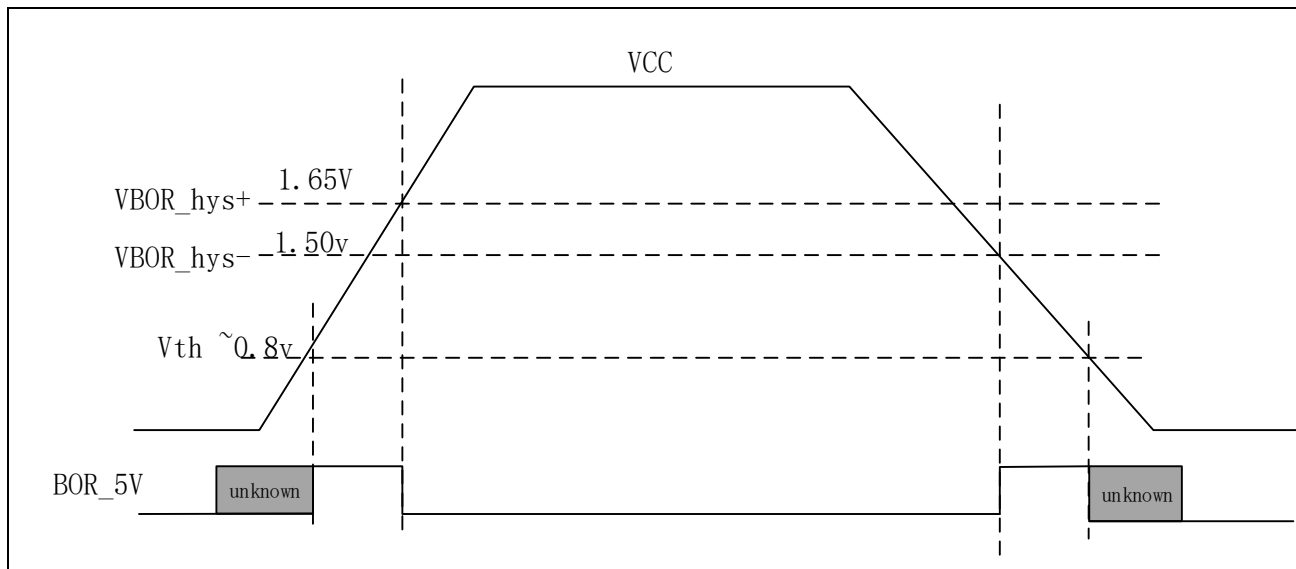 VCC
1.65V
VBOR_hys+
1.50v
VBOR_hys-
Vth ~0.8v
BOR_5V
unknown
unknown